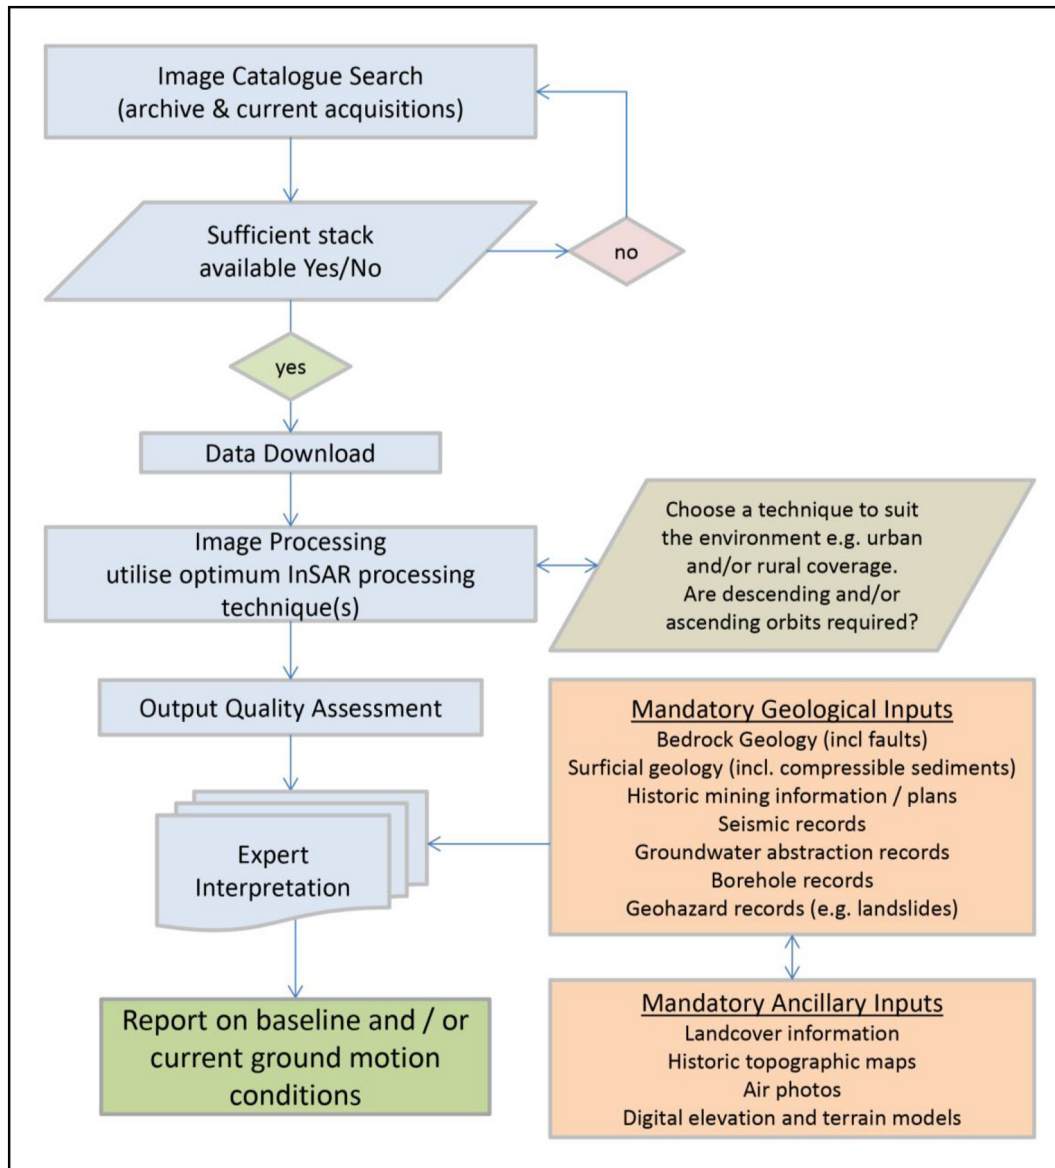 Image Catalogue Search
(archive & current acquisitions)
Sufficient stack
available Yes/No
no
yes
Data Download
Image Processing
utilise optimum InSAR processing
technique(s)
Choose a technique to suit
the environment e.g. urban
and/or rural coverage.
Are descending and/or
ascending orbits required?
Output Quality Assessment
Mandatory Geological Inputs
Bedrock Geology (incl faults)
Surficial geology (incl. compressible sediments)
Historic mining information / plans
Seismic records
Groundwater abstraction records
Borehole records
Geohazard records (e.g. landslides)
Expert
Interpretation
Report on baseline and / or
current ground motion
conditions
Mandatory Ancillary Inputs
Landcover information
Historic topographic maps
Air photos
Digital elevation and terrain models